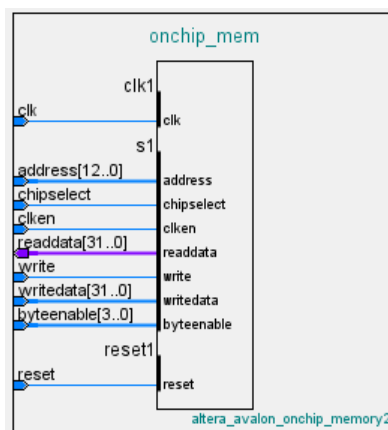 onchip_mem
clk1
clk
clk
s1
address[12..0]
address
chipselect
chipselect
clken
clken
readdata[31..0]
readdata
write
write
writedata[31..0]
writedata
byteenable[3..0]
byteenable
reset1
reset
reset
altera_avalon_onchip_memory2